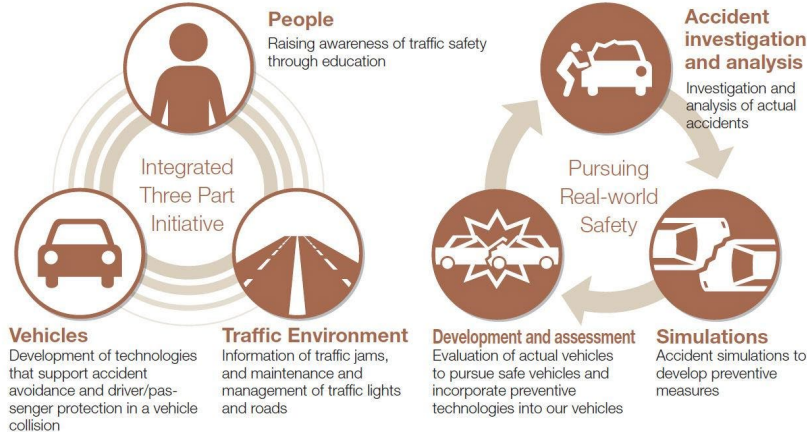 People
Raising awareness of traffic safety
through education
Integrated
Three Part
Initiative
Vehicles
Development of technologies
that support accident
avoidance and driver/pas-
senger protection in a vehicle
collision
Traffic Environment
Information of traffic jams,
and maintenance and
management of traffic lights
and roads
Accident
investigation
and analysis
Investigation and
analysis of actual
accidents
Pursuing
Real-world
Safety
Development and assessment
Evaluation of actual vehicles
to pursue safe vehicles and
incorporate preventive
technologies into our vehicles
Simulations
Accident simulations to
develop preventive
measures